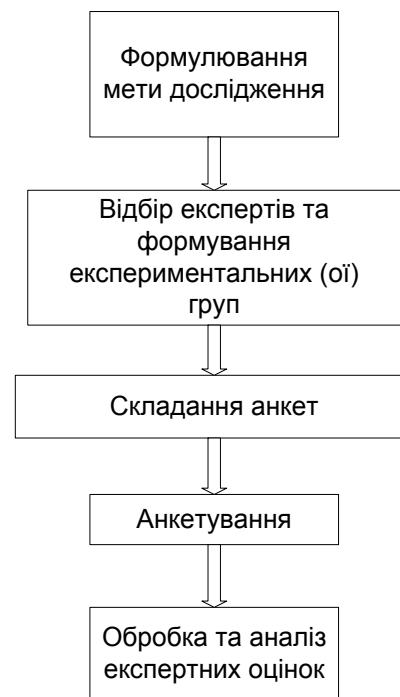 Формулювання
мети дослідження
Відбір експертів та
формування
експериментальних (ої)
груп
Складання анкет
Анкетування
Обробка та аналіз
експертних оцінок